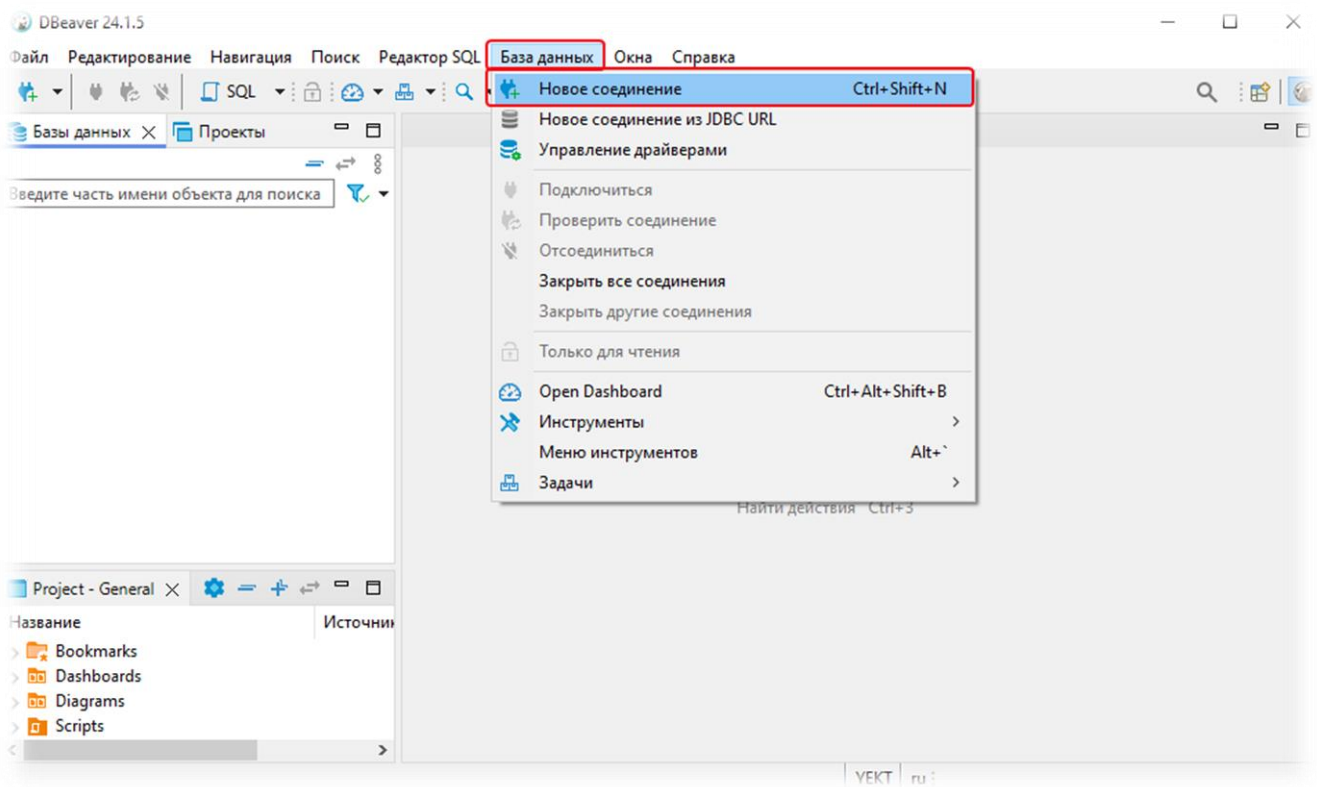 DBeaver 24.1.5
Файл Редактирование Навигация Поиск Редактор SQL База данных Окна Справка
SQL
Базы данных Проекты
Введите часть имени объекта для поиска
Новое соединение Ctrl+Shift+N
Новое соединение из JDBC URL
Управление драйверами
Подключиться
Проверить соединение
Отсоединиться
Закрыть все соединения
Закрыть другие соединения
Только для чтения
Open Dashboard Ctrl+Alt+Shift+B
Инструменты
Меню инструментов Alt+`
Задачи
Найти действия Ctrl+3
Project - General
Название Источник
Bookmarks
Dashboards
Diagrams
Scripts
YEKT ru